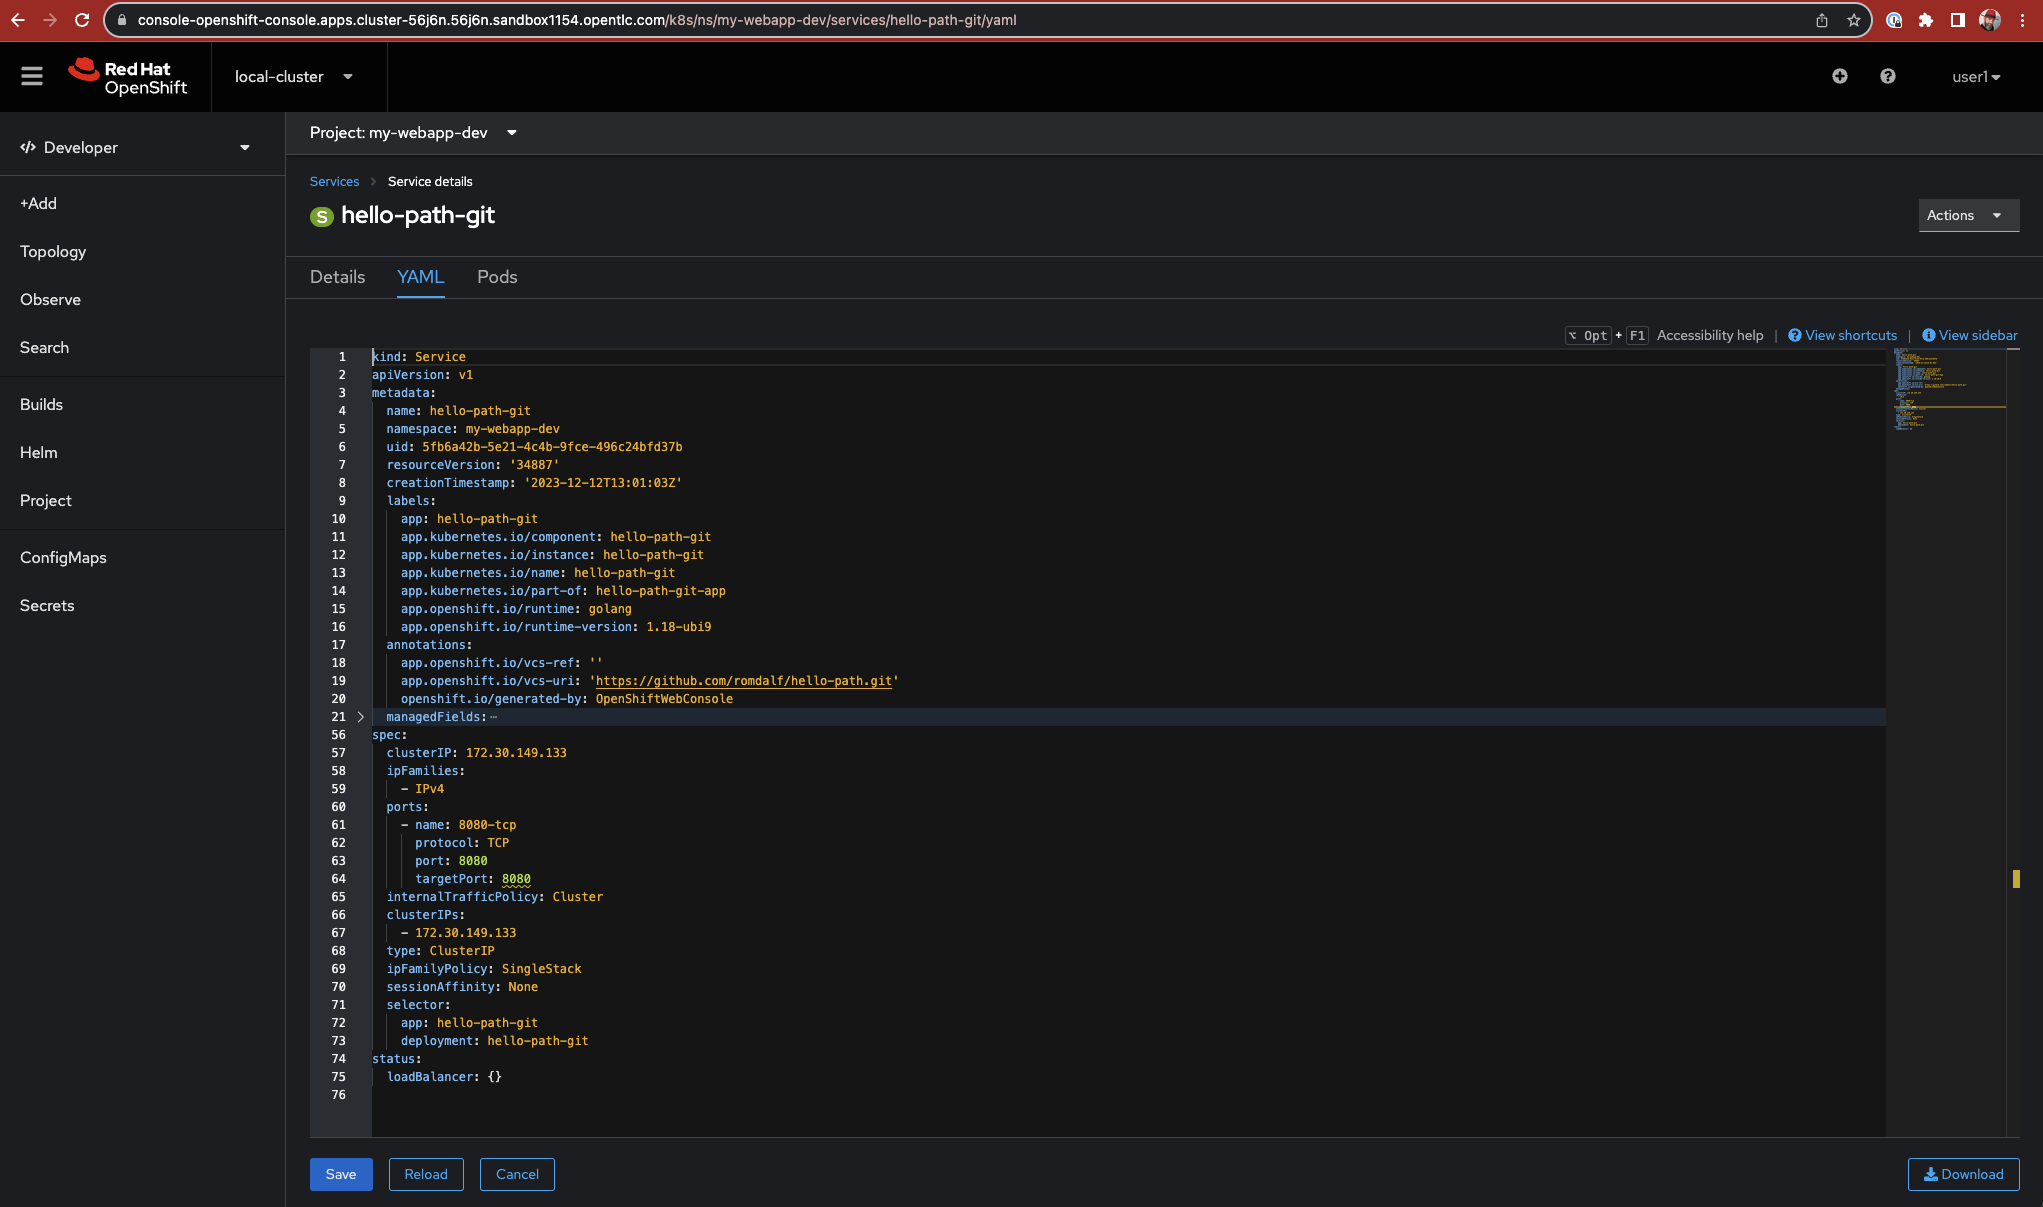 console-openshift-console.apps.cluster-56j6n.56j6n.sandbox1154.opentlc.com/k8s/ns/my-webapp-dev/services/hello-path-git/yaml
Red Hat
OpenShift
local-cluster
user1
Developer
+Add
Topology
Observe
Search
Builds
Helm
Project
ConfigMaps
Secrets
Project: my-webapp-dev
Services > Service details
S hello-path-git
Actions
Details YAML Pods
⌥ Opt + F1 Accessibility help | View shortcuts | View sidebar
1 kind: Service
2 apiVersion: v1
3 metadata:
4 name: hello-path-git
5 namespace: my-webapp-dev
6 uid: 5fb6a42b-5e21-4c4b-9fce-496c24bfd37b
7 resourceVersion: '34887'
8 creationTimestamp: '2023-12-12T13:01:03Z'
9 labels:
10 app: hello-path-git
11 app.kubernetes.io/component: hello-path-git
12 app.kubernetes.io/instance: hello-path-git
13 app.kubernetes.io/name: hello-path-git
14 app.kubernetes.io/part-of: hello-path-git-app
15 app.openshift.io/runtime: golang
16 app.openshift.io/runtime-version: 1.18-ubi9
17 annotations:
18 app.openshift.io/vcs-ref: ''
19 app.openshift.io/vcs-uri: 'https://github.com/romdalf/hello-path.git'
20 openshift.io/generated-by: OpenShiftWebConsole
21 managedFields:⋯
56 spec:
57 clusterIP: 172.30.149.133
58 ipFamilies:
59 - IPv4
60 ports:
61 - name: 8080-tcp
62 protocol: TCP
63 port: 8080
64 targetPort: 8080
65 internalTrafficPolicy: Cluster
66 clusterIPs:
67 - 172.30.149.133
68 type: ClusterIP
69 ipFamilyPolicy: SingleStack
70 sessionAffinity: None
71 selector:
72 app: hello-path-git
73 deployment: hello-path-git
74 status:
75 loadBalancer: {}
76
Save Reload Cancel Download